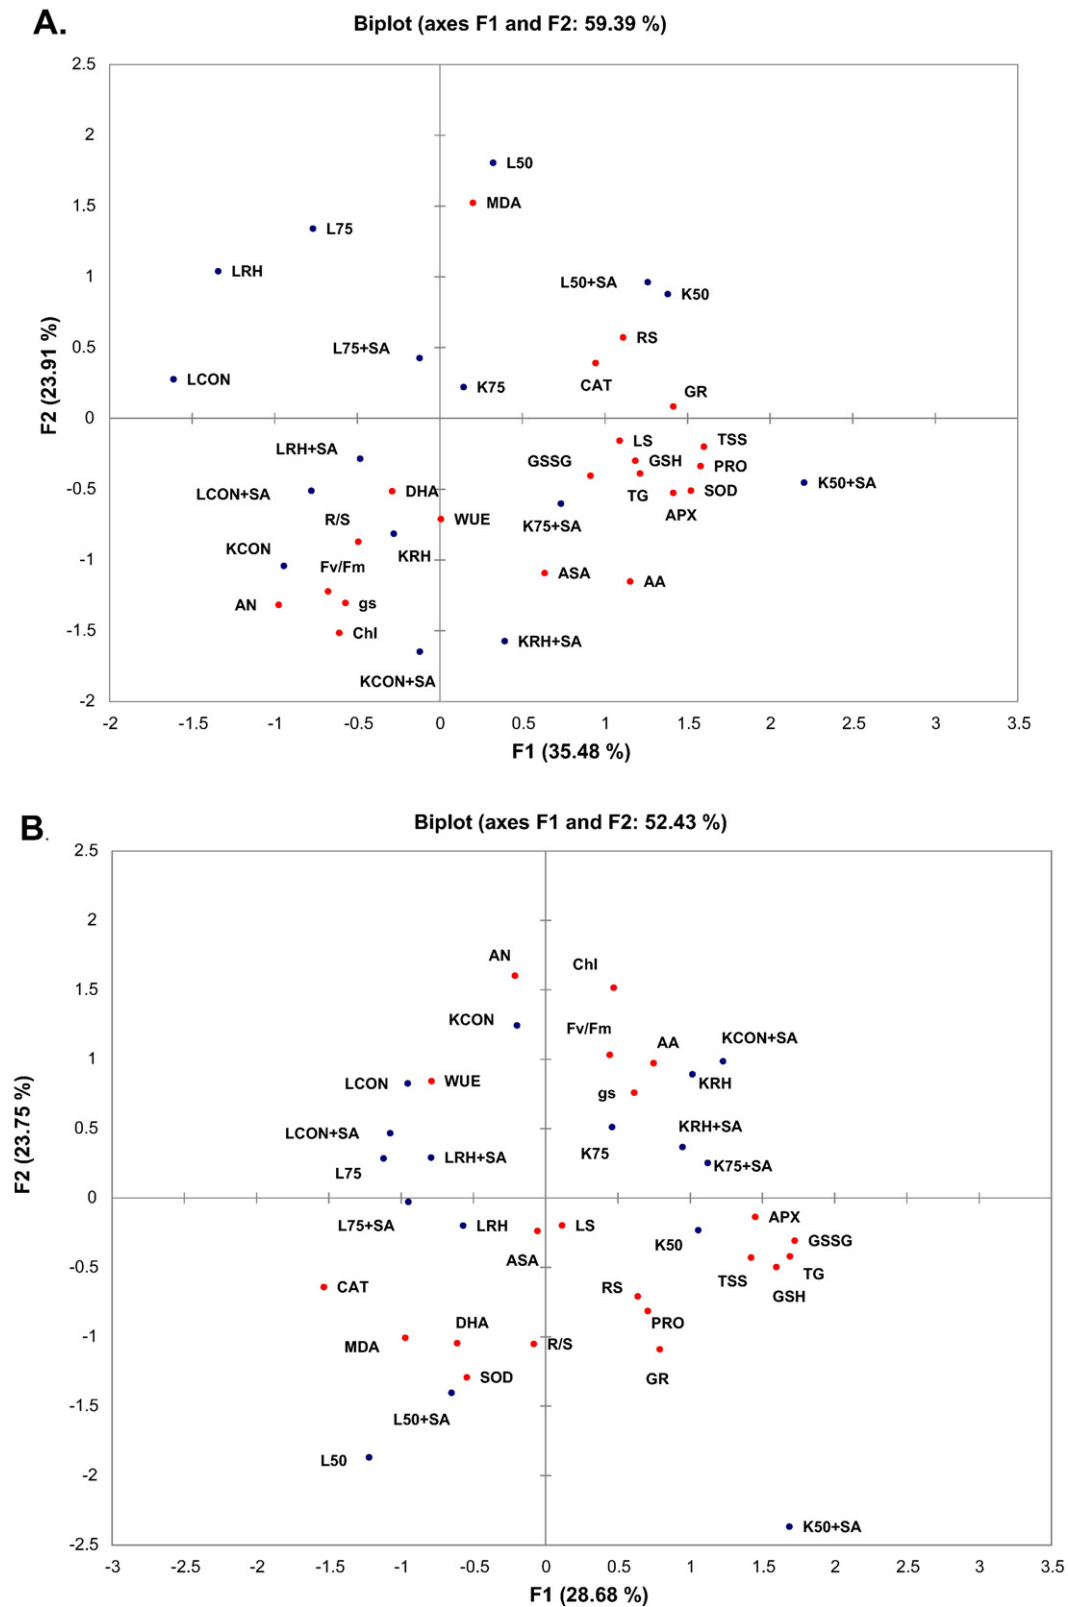 A.
Biplot (axes F1 and F2: 59.39 %)
2.5
2
1.5
1
0.5
0
-0.5
-1
-1.5
-2
F2 (23.91 %)
L50
MDA
L75
LRH
L50+SA
K50
RS
L75+SA
CAT
LCON
K75
GR
LS
TSS
LRH+SA
GSSG
GSH
PRO
K50+SA
LCON+SA
DHA
TG
SOD
R/S
WUE
K75+SA
APX
KCON
KRH
Fv/Fm
ASA
AA
AN
gs
Chl
KRH+SA
KCON+SA
-2 -1.5 -1 -0.5 0 0.5 1 1.5 2 2.5 3 3.5
F1 (35.48 %)
B.
Biplot (axes F1 and F2: 52.43 %)
2.5
2
1.5
1
0.5
0
-0.5
-1
-1.5
-2
-2.5
F2 (23.75 %)
AN
Chl
KCON
Fv/Fm
AA
KCON+SA
LCON
WUE
KRH
gs
LCON+SA
KRH+SA
L75
LRH+SA
K75
K75+SA
L75+SA
LRH
LS
APX
ASA
K50
GSSG
CAT
TSS
TG
RS
GSH
DHA
PRO
MDA
R/S
SOD
GR
L50+SA
L50
K50+SA
-3 -2.5 -2 -1.5 -1 -0.5 0 0.5 1 1.5 2 2.5 3 3.5
F1 (28.68 %)